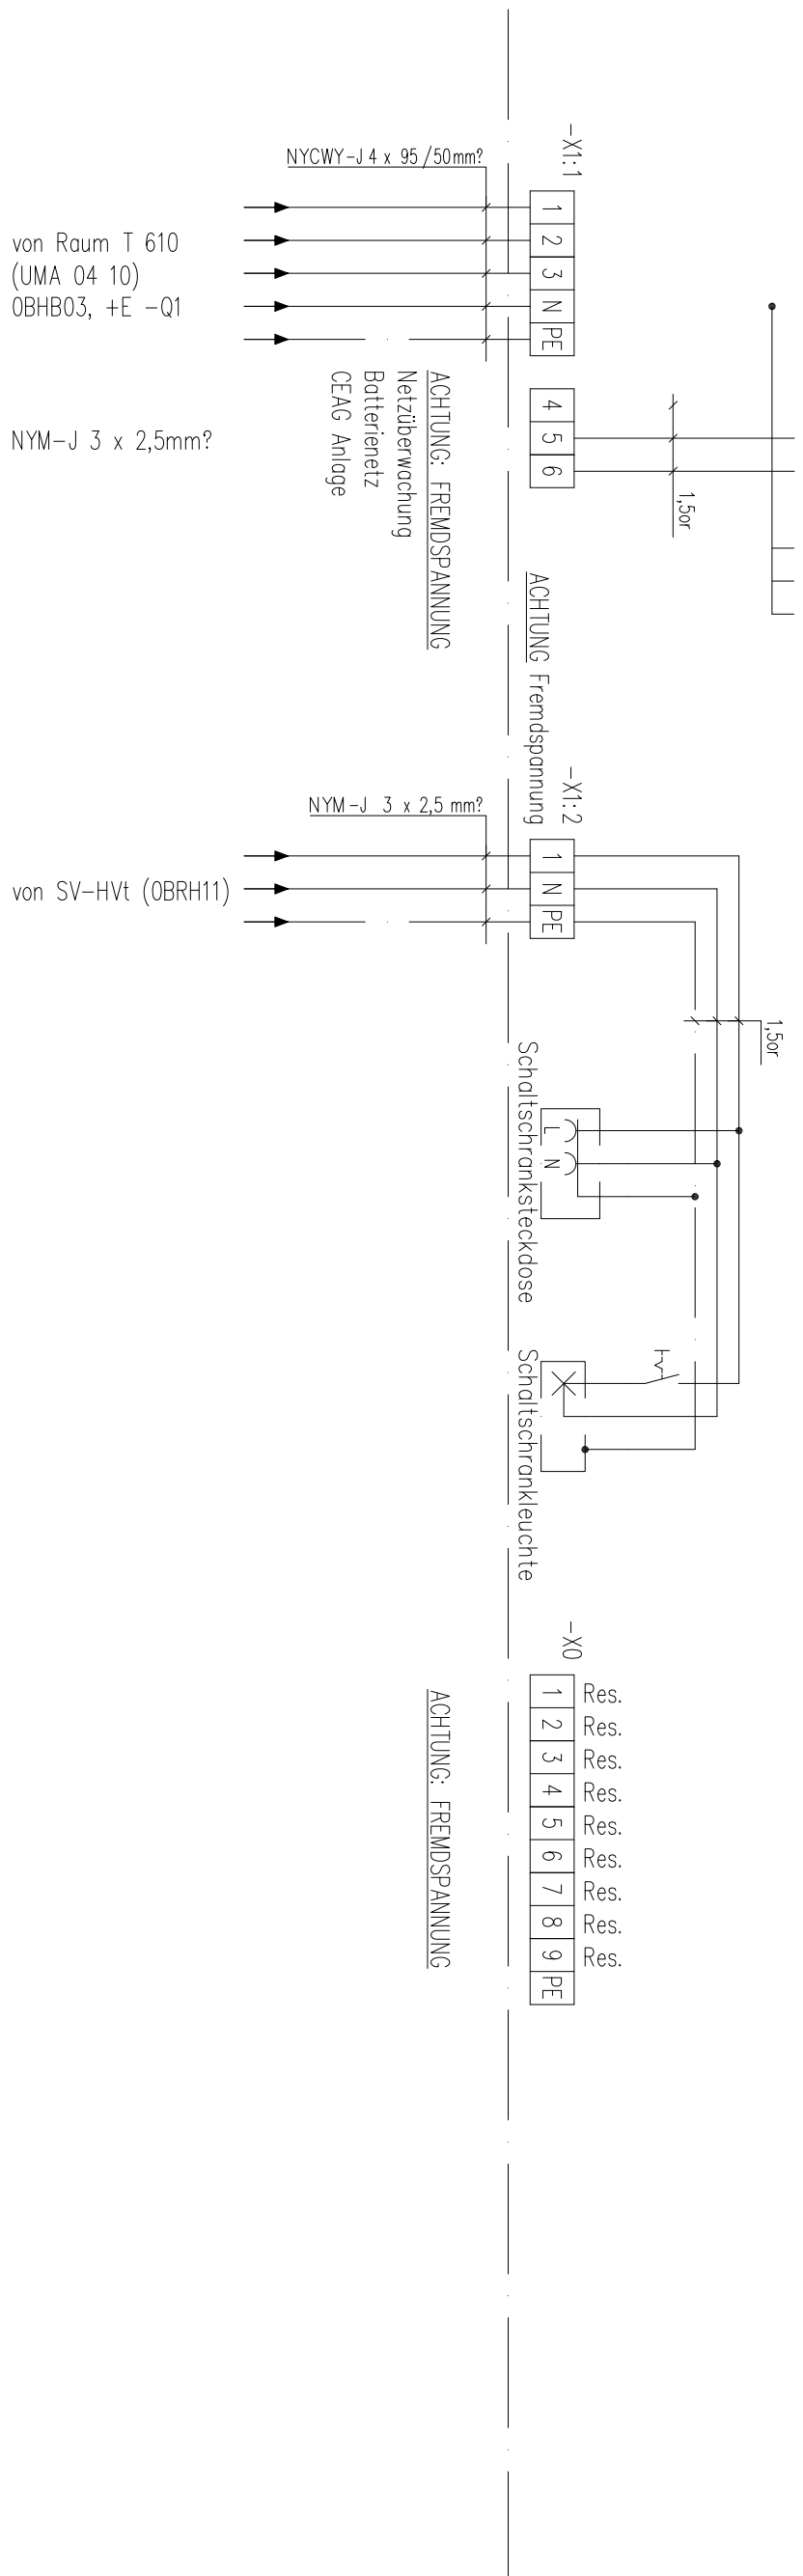 -X1:1
NYCWY-J 4 x 95/50mm?
1
2
3
N
PE
von Raum T 610
(UMA 04 10)
0BHB03, +E -Q1
4
5
6
NYM-J 3 x 2,5mm?
1,5or
ACHTUNG: FREMDSPANNUNG
Netzüberwachung
Batterienetz
CEAG Anlage
ACHTUNG Fremdspannung
-X1:2
NYM-J 3 x 2,5 mm?
1
N
PE
von SV-HVt (0BRH11)
1,5or
L
N
Schaltschranksteckdose
Schaltschrankleuchte
-X0
1 Res.
2 Res.
3 Res.
4 Res.
5 Res.
6 Res.
7 Res.
8 Res.
9 Res.
PE
ACHTUNG: FREMDSPANNUNG